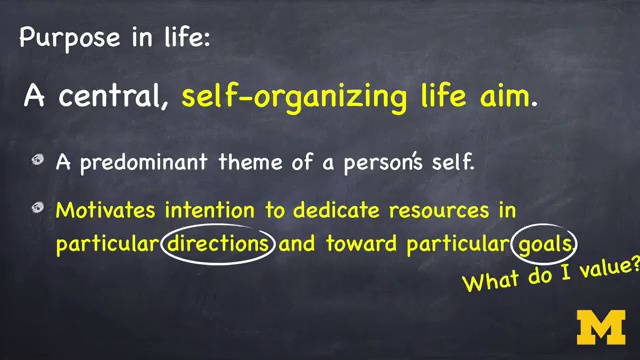 Purpose in life:
A central, self-organizing life aim.
A predominant theme of a person's self.
Motivates intention to dedicate resources in
particular directions and toward particular goals.
What do I value?
M